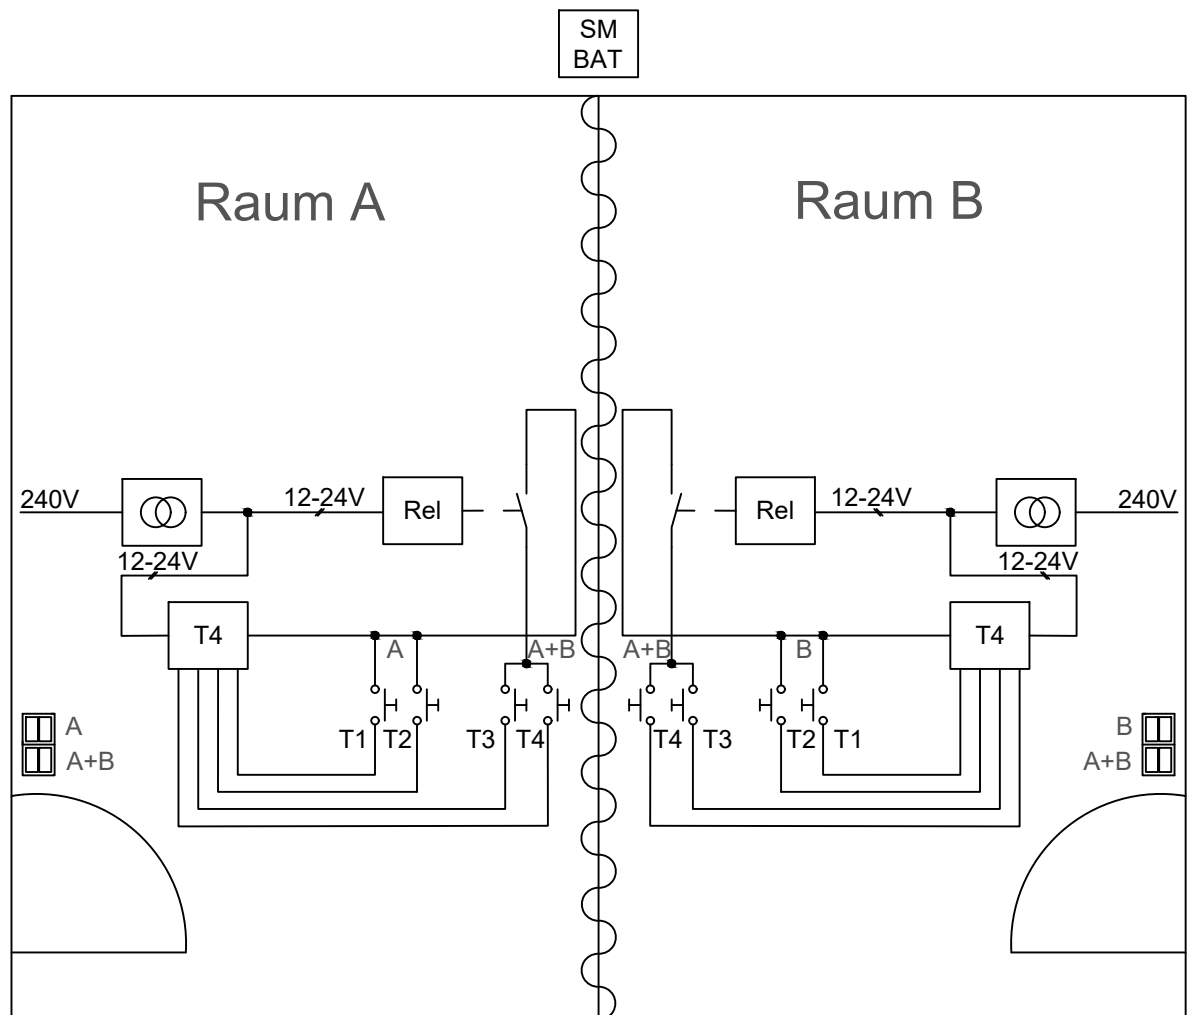 SM
BAT
Raum A
Raum B
240V
12-24V
Rel
Rel
12-24V
240V
12-24V
12-24V
T4
A
A+B
A+B
B
T4
A
A+B
T1
T2
T3
T4
T4
T3
T2
T1
B
A+B